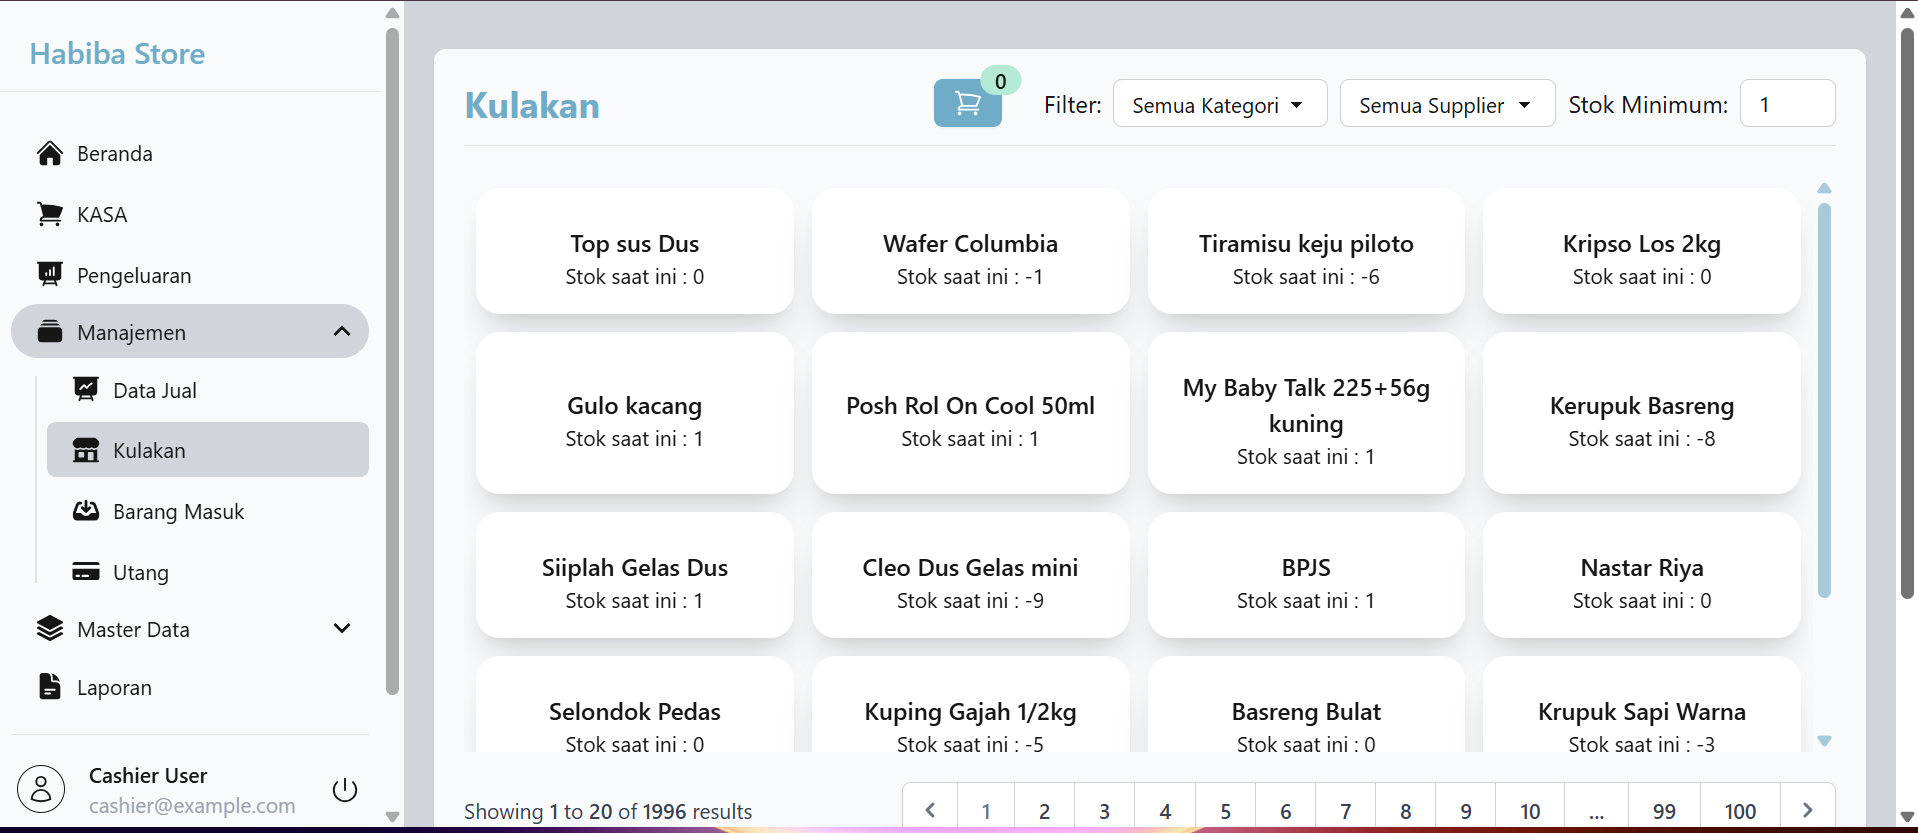 Habiba Store
Beranda
KASA
Pengeluaran
Manajemen
Data Jual
Kulakan
Barang Masuk
Utang
Master Data
Laporan
Cashier User
cashier@example.com
Kulakan
0
Filter:
Semua Kategori
Semua Supplier
Stok Minimum:
1
Top sus Dus
Stok saat ini : 0
Wafer Columbia
Stok saat ini : -1
Tiramisu keju piloto
Stok saat ini : -6
Kripso Los 2kg
Stok saat ini : 0
Gulo kacang
Stok saat ini : 1
Posh Rol On Cool 50ml
Stok saat ini : 1
My Baby Talk 225+56g
kuning
Stok saat ini : 1
Kerupuk Basreng
Stok saat ini : -8
Siiplah Gelas Dus
Stok saat ini : 1
Cleo Dus Gelas mini
Stok saat ini : -9
BPJS
Stok saat ini : 1
Nastar Riya
Stok saat ini : 0
Selondok Pedas
Stok saat ini : 0
Kuping Gajah 1/2kg
Stok saat ini : -5
Basreng Bulat
Stok saat ini : 0
Krupuk Sapi Warna
Stok saat ini : -3
Showing 1 to 20 of 1996 results
1 2 3 4 5 6 7 8 9 10 ... 99 100